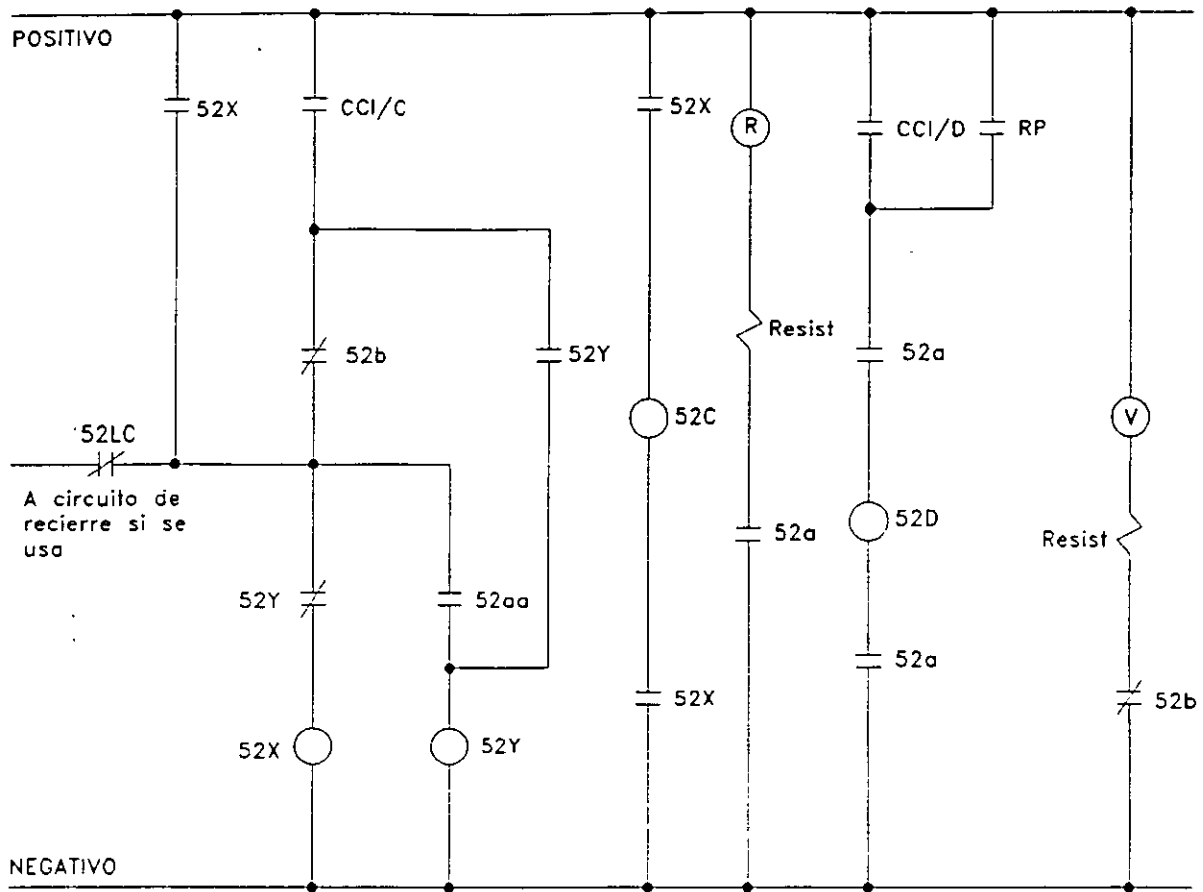 POSITIVO
52X
CCI/C
52X
R
CCI/D
RP
Resist
52b
52Y
52a
52C
V
52LC
A circuito de
recierre si se
usa
52D
52a
Resist
52Y
52aa
52a
52X
52b
52X
52Y
NEGATIVO